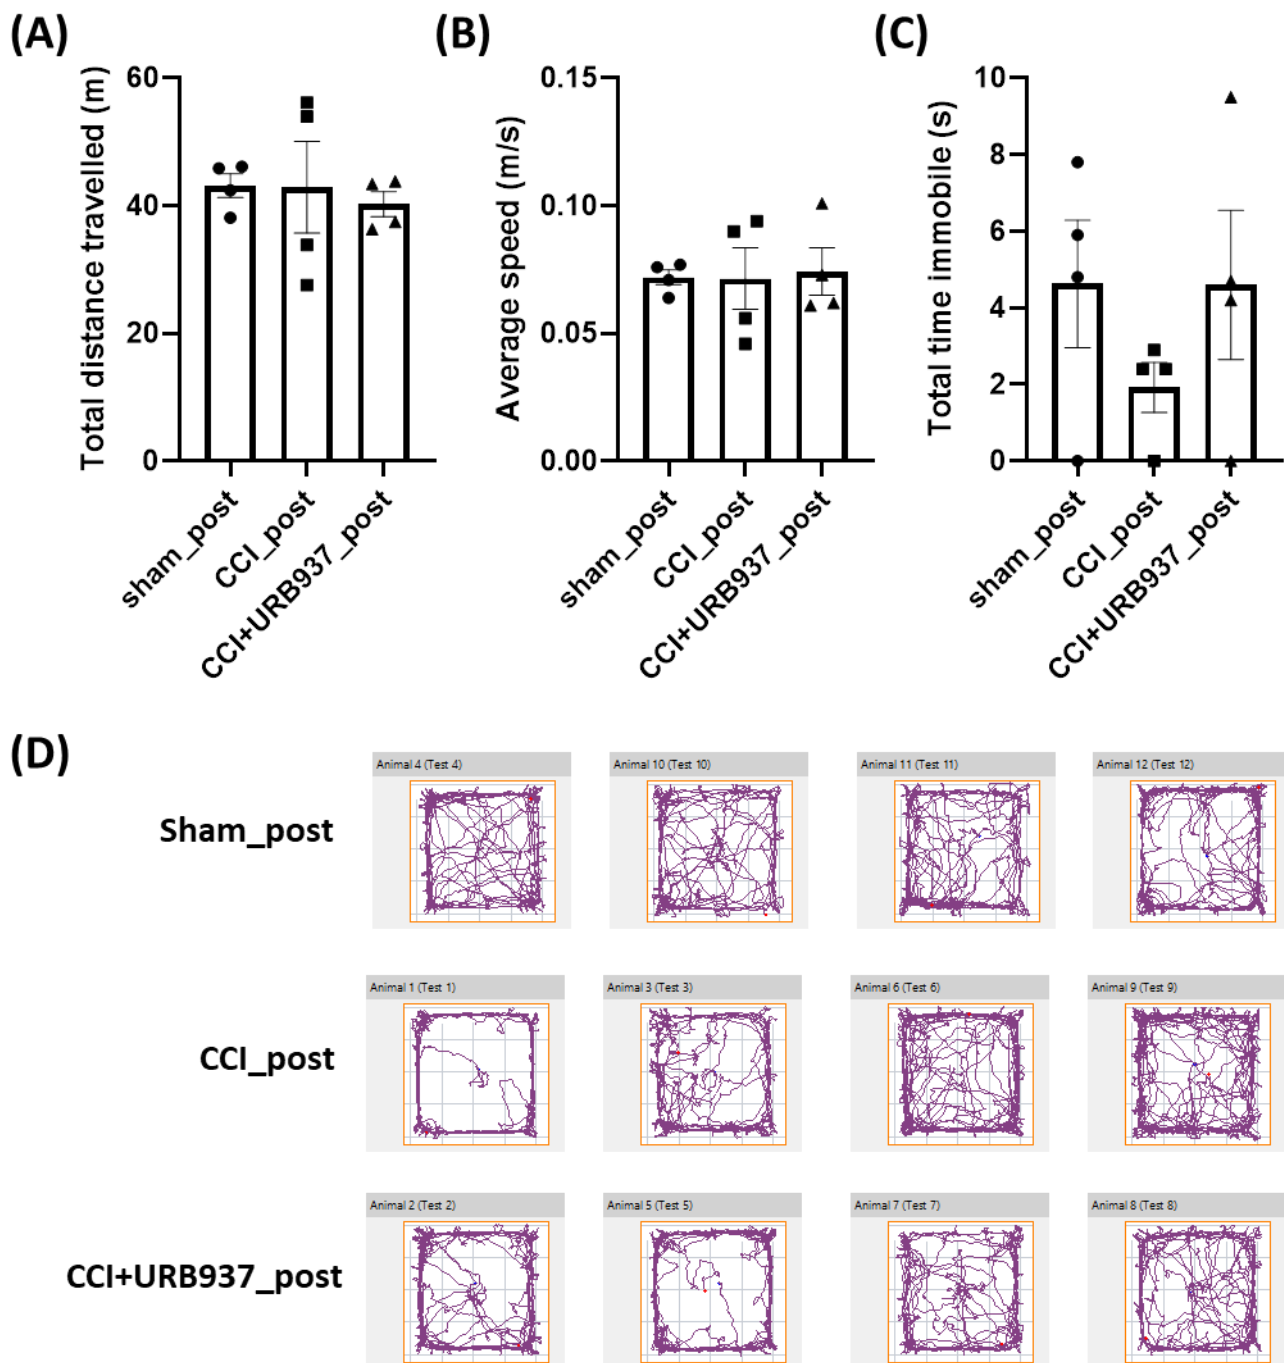 (A)
Total distance travelled (m)
60
40
20
0
sham_post
CCI_post
CCI+URB937_post
(B)
Average speed (m/s)
0.15
0.10
0.05
0.00
sham_post
CCI_post
CCI+URB937_post
(C)
Total time immobile (s)
10
8
6
4
2
0
sham_post
CCI_post
CCI+URB937_post
(D)
Sham_post
Animal 4 (Test 4)
Animal 10 (Test 10)
Animal 11 (Test 11)
Animal 12 (Test 12)
CCI_post
Animal 1 (Test 1)
Animal 3 (Test 3)
Animal 6 (Test 6)
Animal 9 (Test 9)
CCI+URB937_post
Animal 2 (Test 2)
Animal 5 (Test 5)
Animal 7 (Test 7)
Animal 8 (Test 8)